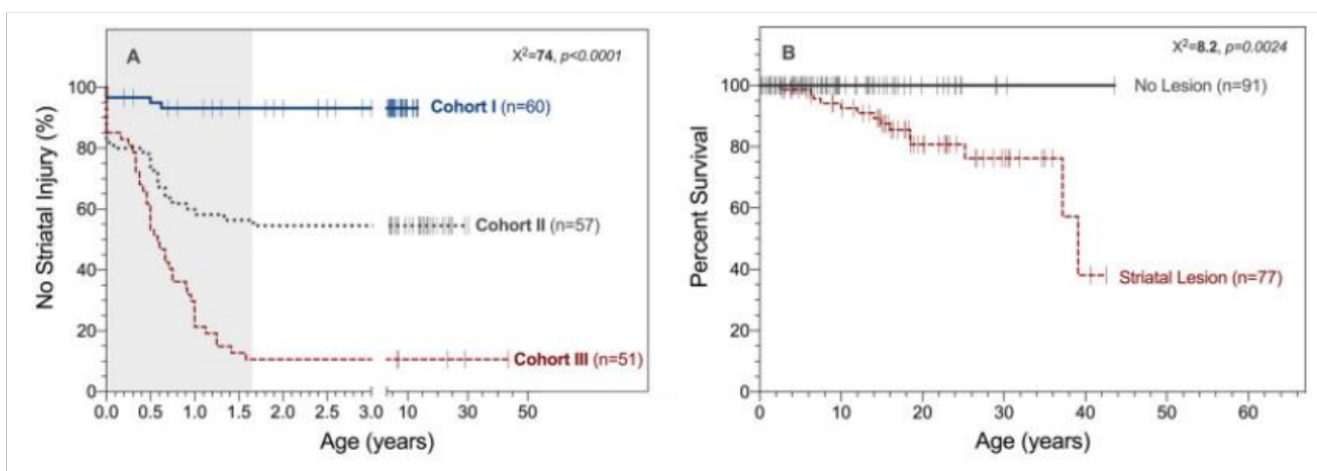 A
X²=74, p<0.0001
No Striatal Injury (%)
100
80
60
40
20
0
Cohort I (n=60)
Cohort II (n=57)
Cohort III (n=51)
0.0 0.5 1.0 1.5 2.0 2.5 3.0 10 30 50
Age (years)
B
X²=8.2, p=0.0024
Percent Survival
100
80
60
40
20
0
No Lesion (n=91)
Striatal Lesion (n=77)
0 10 20 30 40 50 60
Age (years)